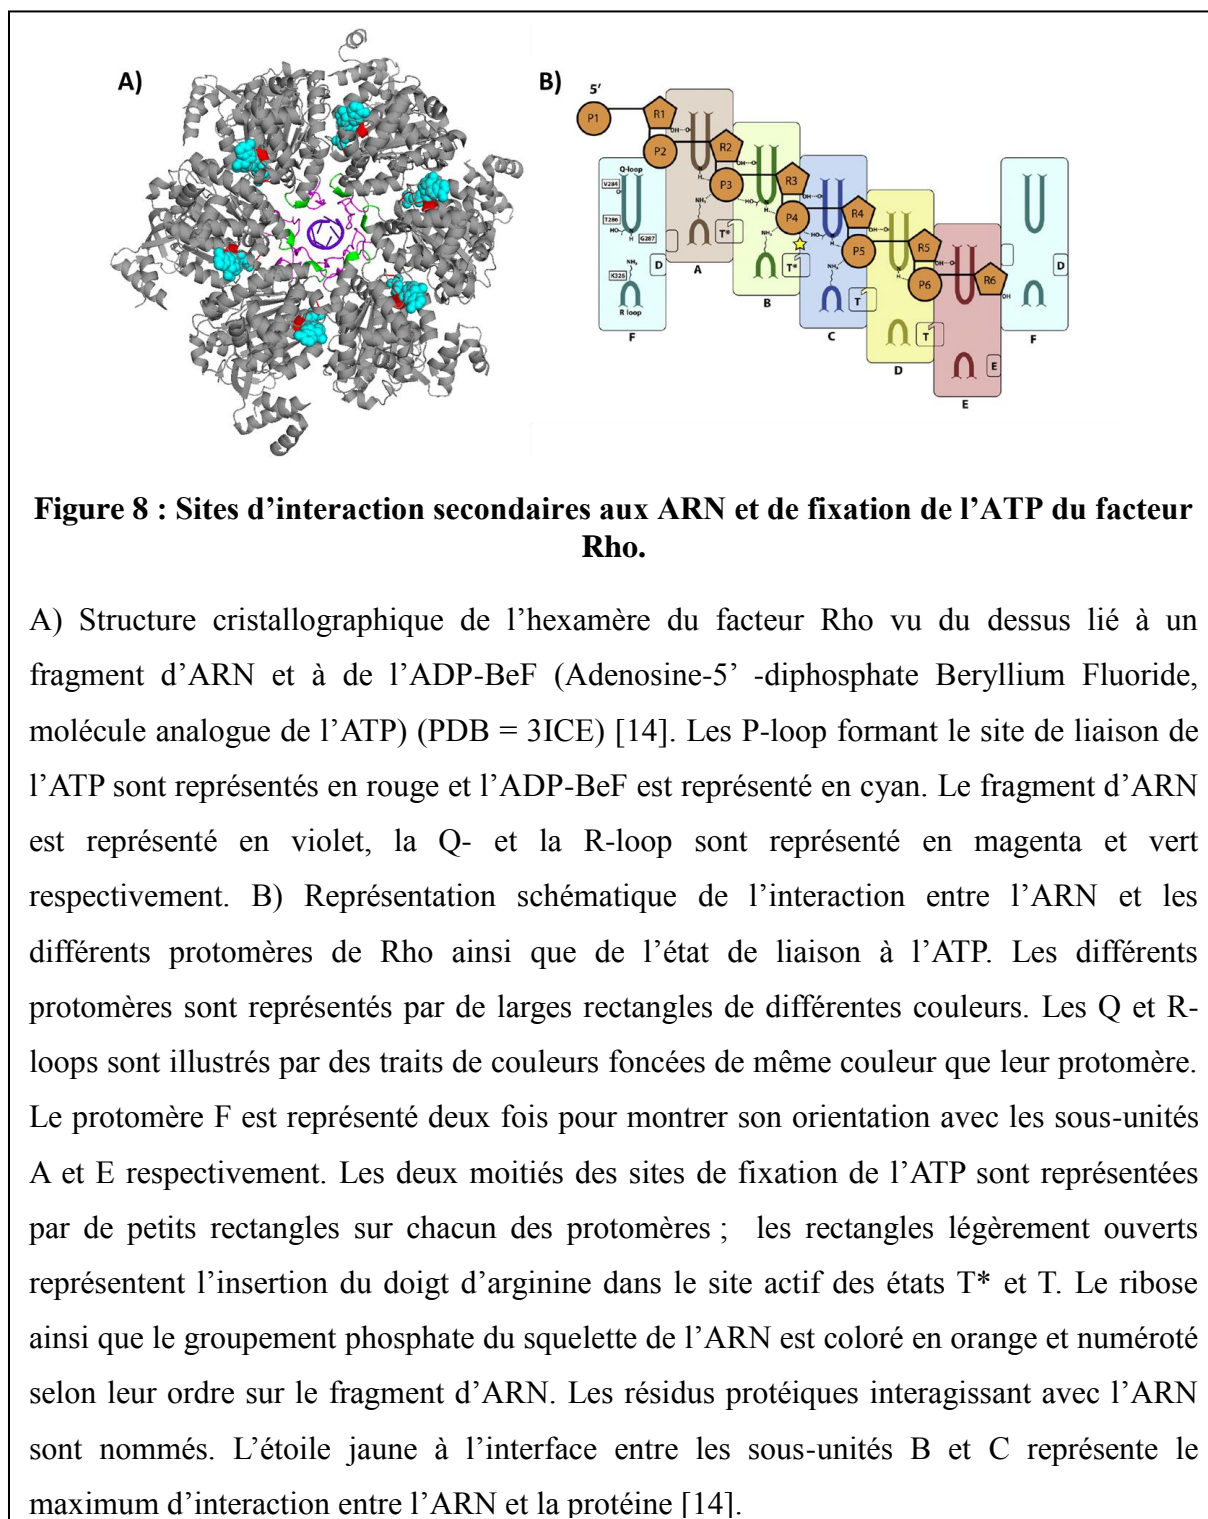 A)
B)
5'
P1
R1
OH
O
P2
R2
Q-loop
V284
O
T286
HO
H
G287
NH₂
K326
R loop
D
F
H
P3
OH
O
R3
NH₂
HO
H
T*
A
P4
OH
O
R4
NH₂
HO
H
T*
B
P5
OH
O
R5
NH₂
T
C
H
P6
OH
O
R6
OH
T
D
E
E
D
F
Figure 8 : Sites d’interaction secondaires aux ARN et de fixation de l’ATP du facteur
Rho.
A) Structure cristallographique de l’hexamère du facteur Rho vu du dessus lié à un
fragment d’ARN et à de l’ADP-BeF (Adenosine-5’ -diphosphate Beryllium Fluoride,
molécule analogue de l’ATP) (PDB = 3ICE) [14]. Les P-loop formant le site de liaison de
l’ATP sont représentés en rouge et l’ADP-BeF est représenté en cyan. Le fragment d’ARN
est représenté en violet, la Q- et la R-loop sont représenté en magenta et vert
respectivement. B) Représentation schématique de l’interaction entre l’ARN et les
différents protomères de Rho ainsi que de l’état de liaison à l’ATP. Les différents
protomères sont représentés par de larges rectangles de différentes couleurs. Les Q et R-
loops sont illustrés par des traits de couleurs foncées de même couleur que leur protomère.
Le protomère F est représenté deux fois pour montrer son orientation avec les sous-unités
A et E respectivement. Les deux moitiés des sites de fixation de l’ATP sont représentées
par de petits rectangles sur chacun des protomères ; les rectangles légèrement ouverts
représentent l’insertion du doigt d’arginine dans le site actif des états T* et T. Le ribose
ainsi que le groupement phosphate du squelette de l’ARN est coloré en orange et numéroté
selon leur ordre sur le fragment d’ARN. Les résidus protéiques interagissant avec l’ARN
sont nommés. L’étoile jaune à l’interface entre les sous-unités B et C représente le
maximum d’interaction entre l’ARN et la protéine [14].